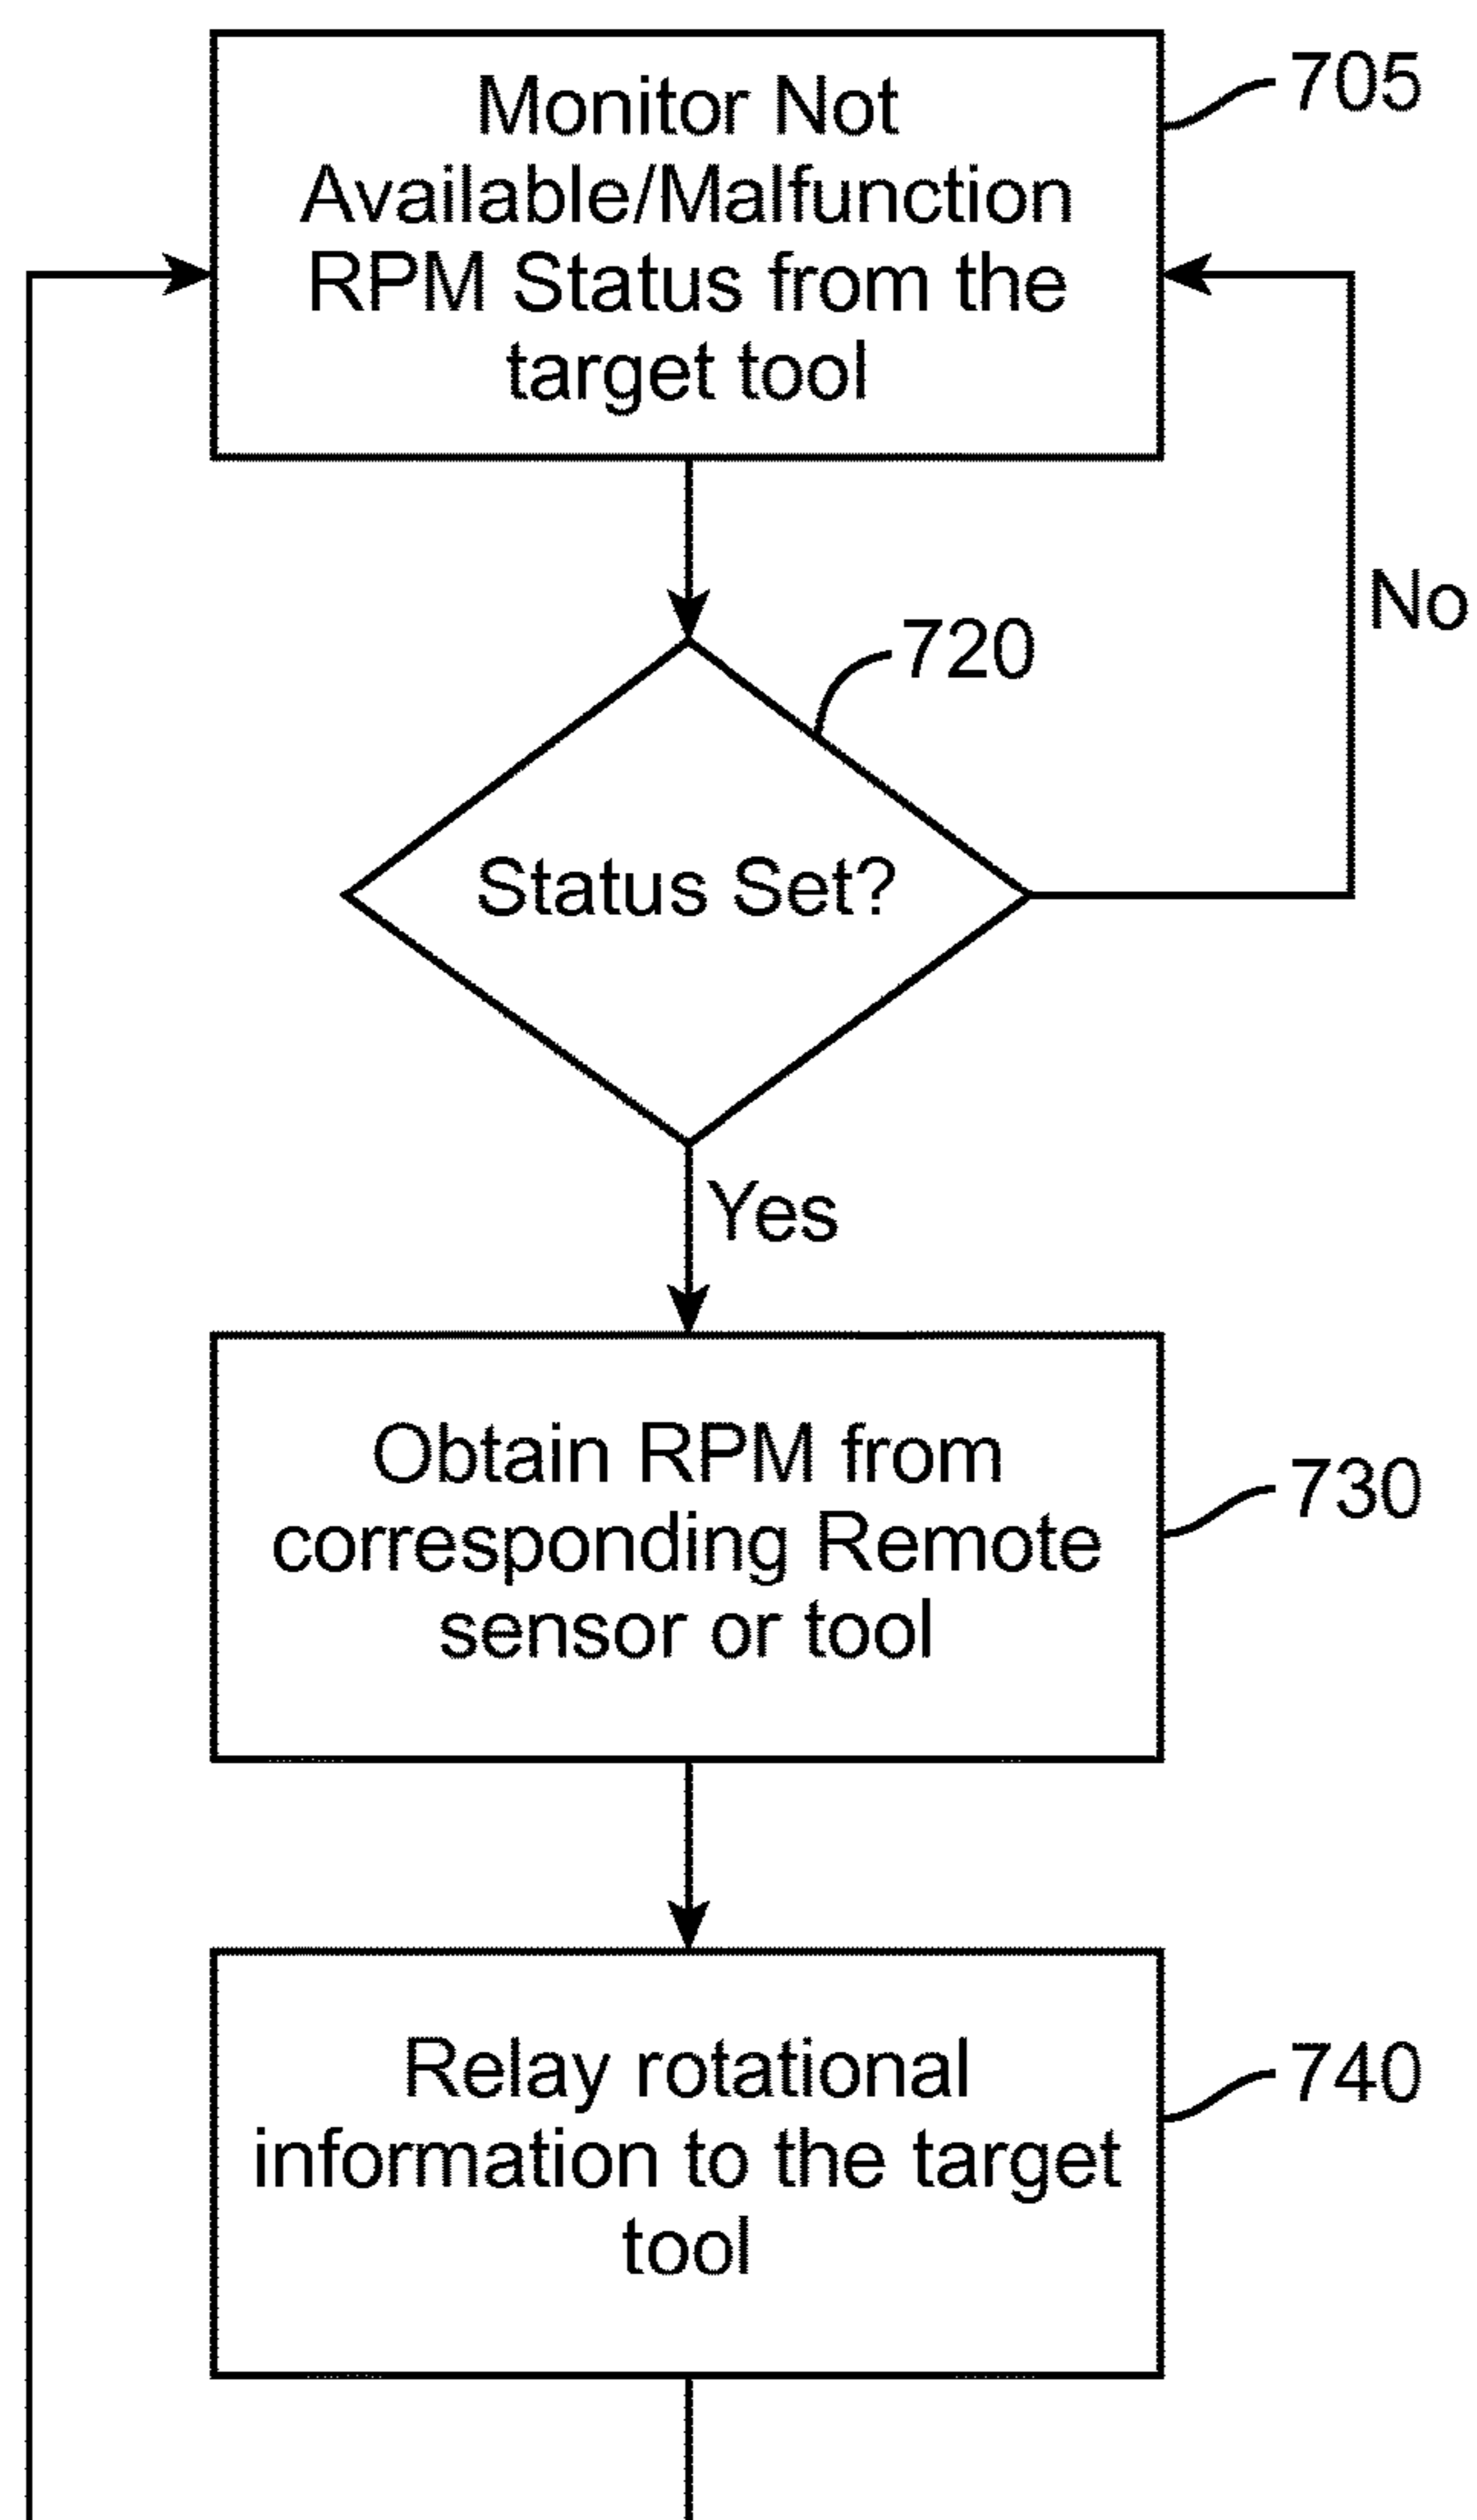 Monitor Not
Available/Malfunction
RPM Status from the
target tool
705
No
720
Status Set?
Yes
Obtain RPM from
corresponding Remote
sensor or tool
730
Relay rotational
information to the target
tool
740